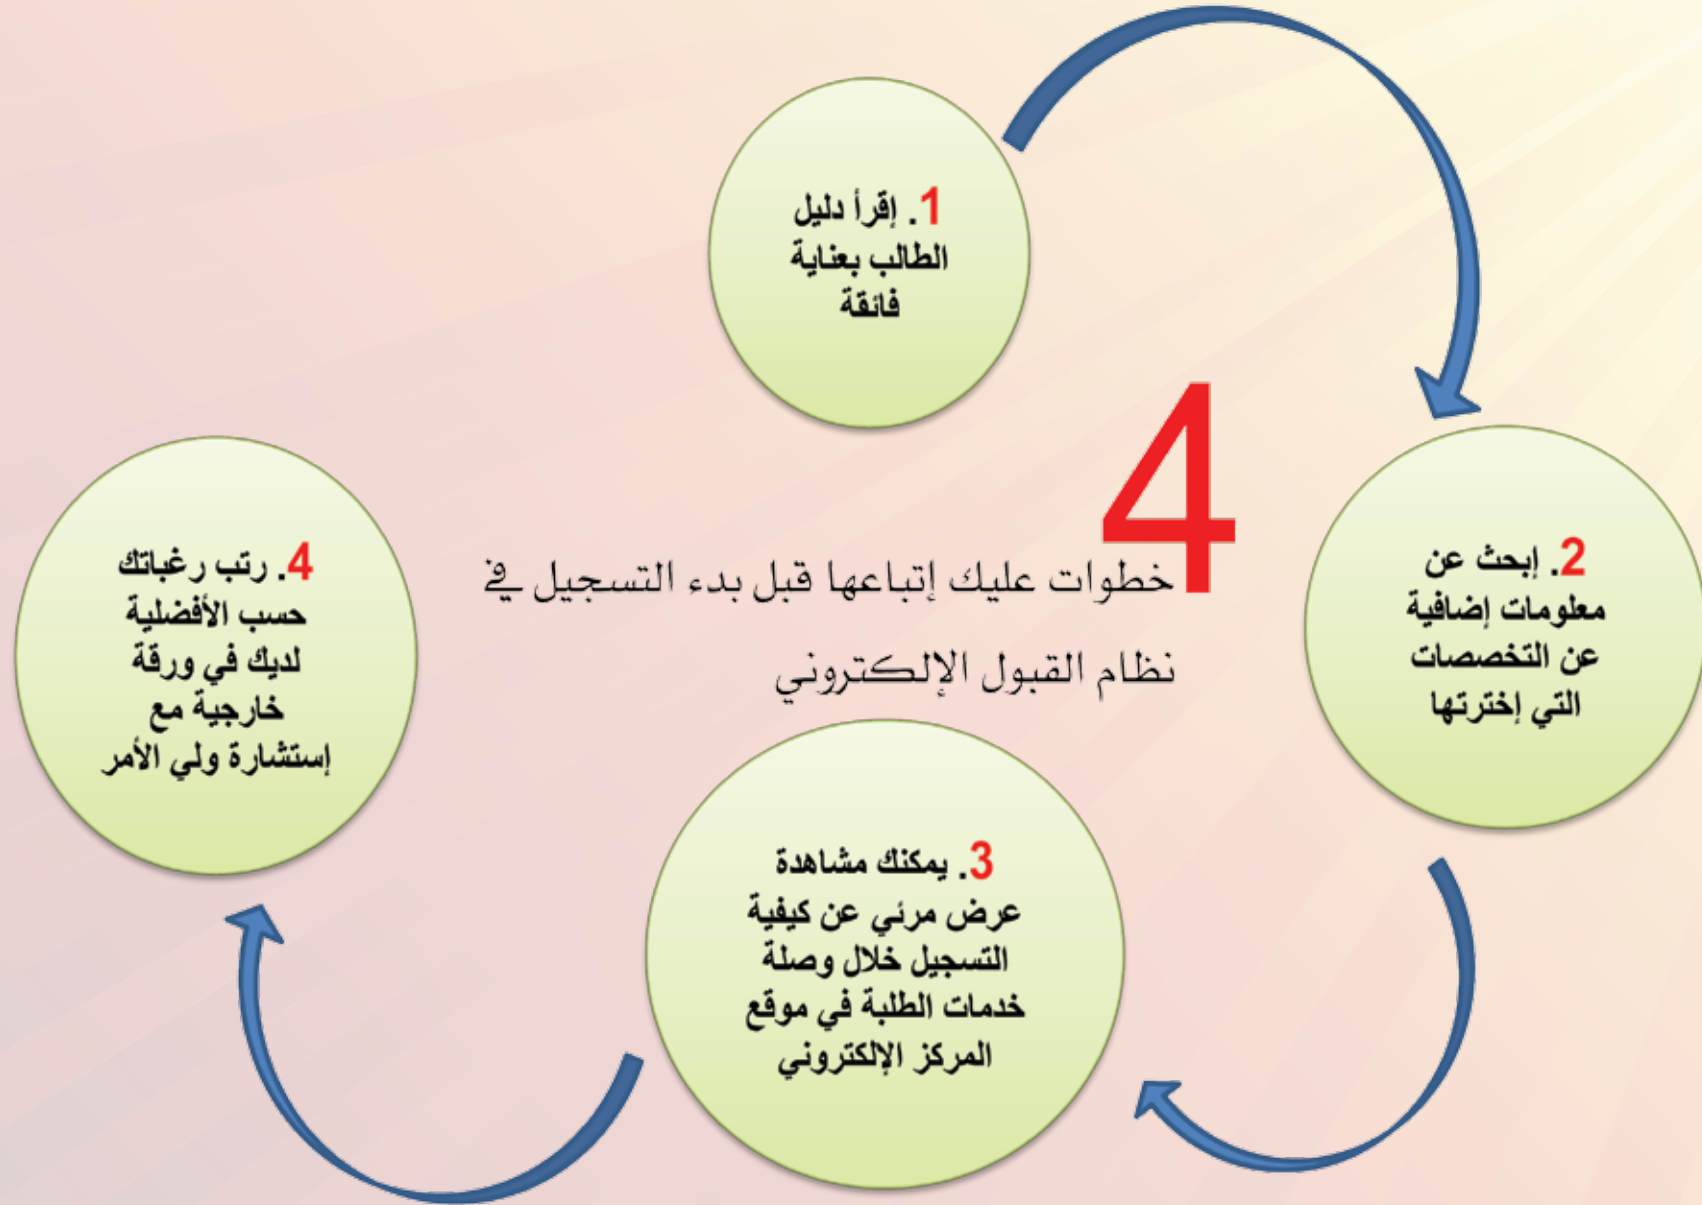 4
خطوات عليك إتباعها قبل بدء التسجيل في
نظام القبول الإلكتروني
1. إقرأ دليل
الطالب بعناية
فائقة
2. إبحث عن
معلومات إضافية
عن التخصصات
التي إخترتها
3. يمكنك مشاهدة
عرض مرئي عن كيفية
التسجيل خلال وصلة
خدمات الطلبة في موقع
المركز الإلكتروني
4. رتب رغباتك
حسب الأفضلية
لديك في ورقة
خارجية مع
إستشارة ولي الأمر